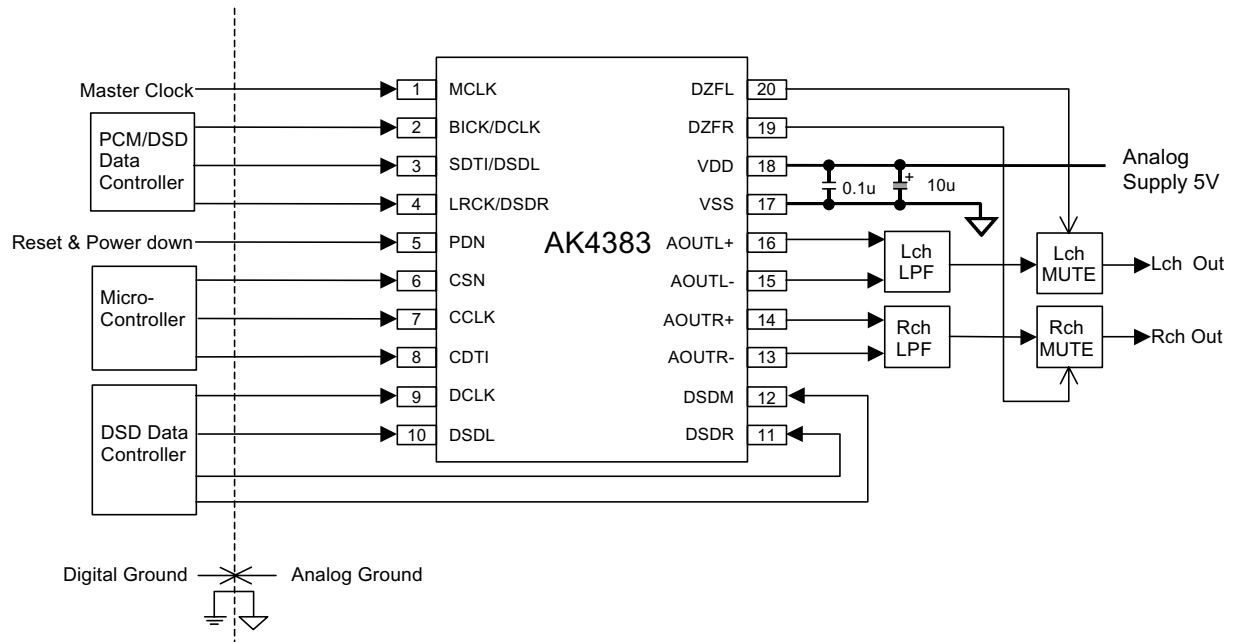 Master Clock
PCM/DSD
Data
Controller
Reset & Power down
Micro-
Controller
DSD Data
Controller
1 MCLK
2 BICK/DCLK
3 SDTI/DSDL
4 LRCK/DSDR
5 PDN
6 CSN
7 CCLK
8 CDTI
9 DCLK
10 DSDL
AK4383
DZFL 20
DZFR 19
VDD 18
VSS 17
AOUTL+ 16
AOUTL- 15
AOUTR+ 14
AOUTR- 13
DSDM 12
DSDR 11
0.1u
+
10u
Analog
Supply 5V
Lch
LPF
Lch
MUTE
Lch Out
Rch
LPF
Rch
MUTE
Rch Out
Digital Ground
Analog Ground